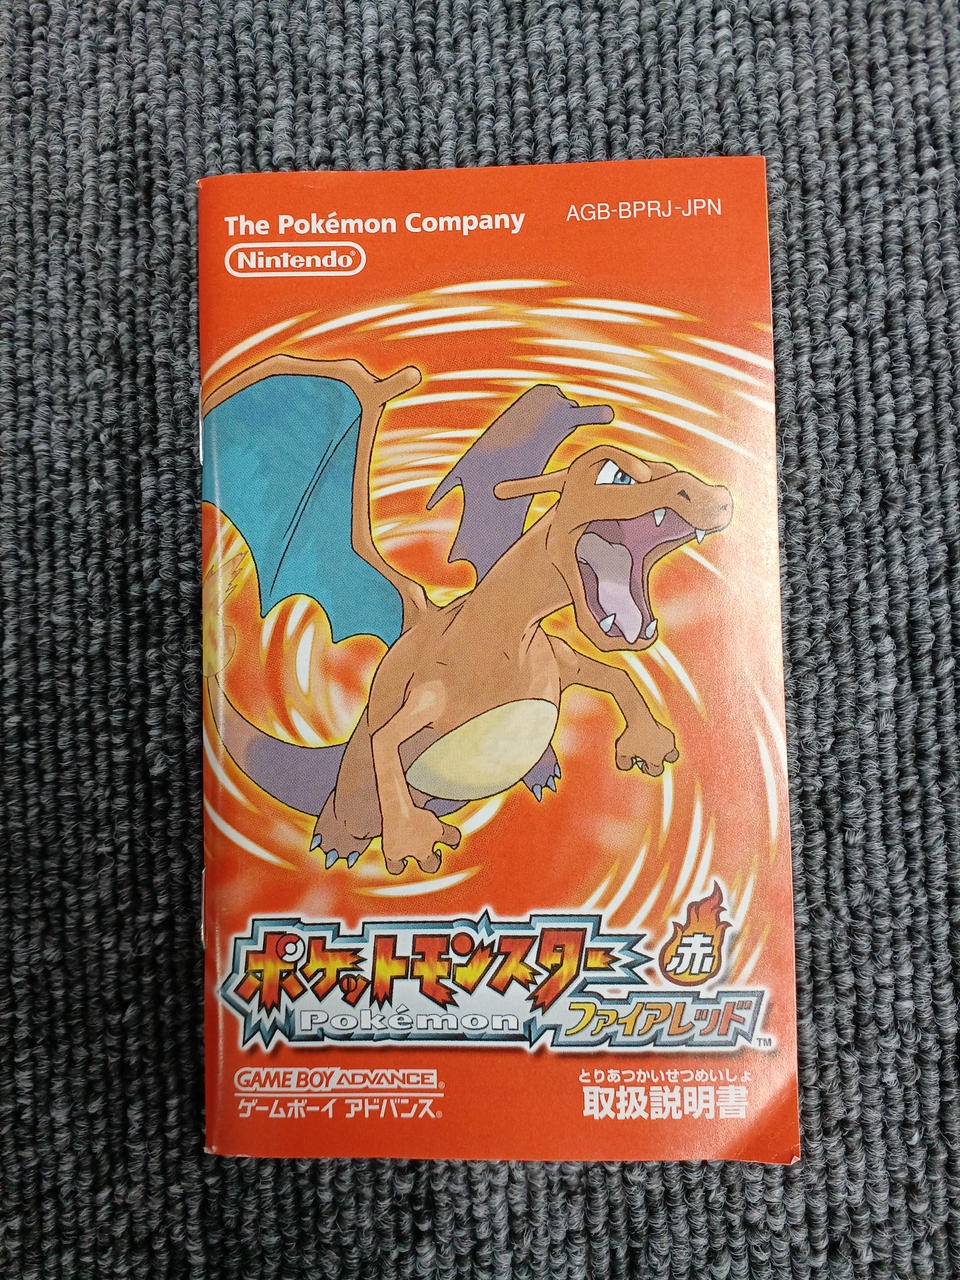 The Pokémon Company
AGB-BPRJ-JPN
Nintendo®
ポケットモンスター
赤
Pokémon
ファイアレッド
TM
GAME BOY ADVANCE®
ゲームボーイ アドバンス®
とりあつかいせつめいしょ
取扱説明書